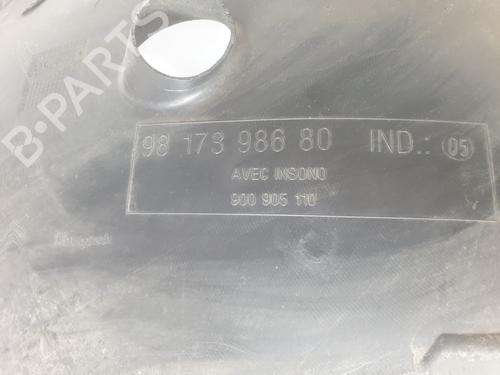 B-PARTS
98 173 986 80 IND.: 05
AVEC INSONO
900 905 110